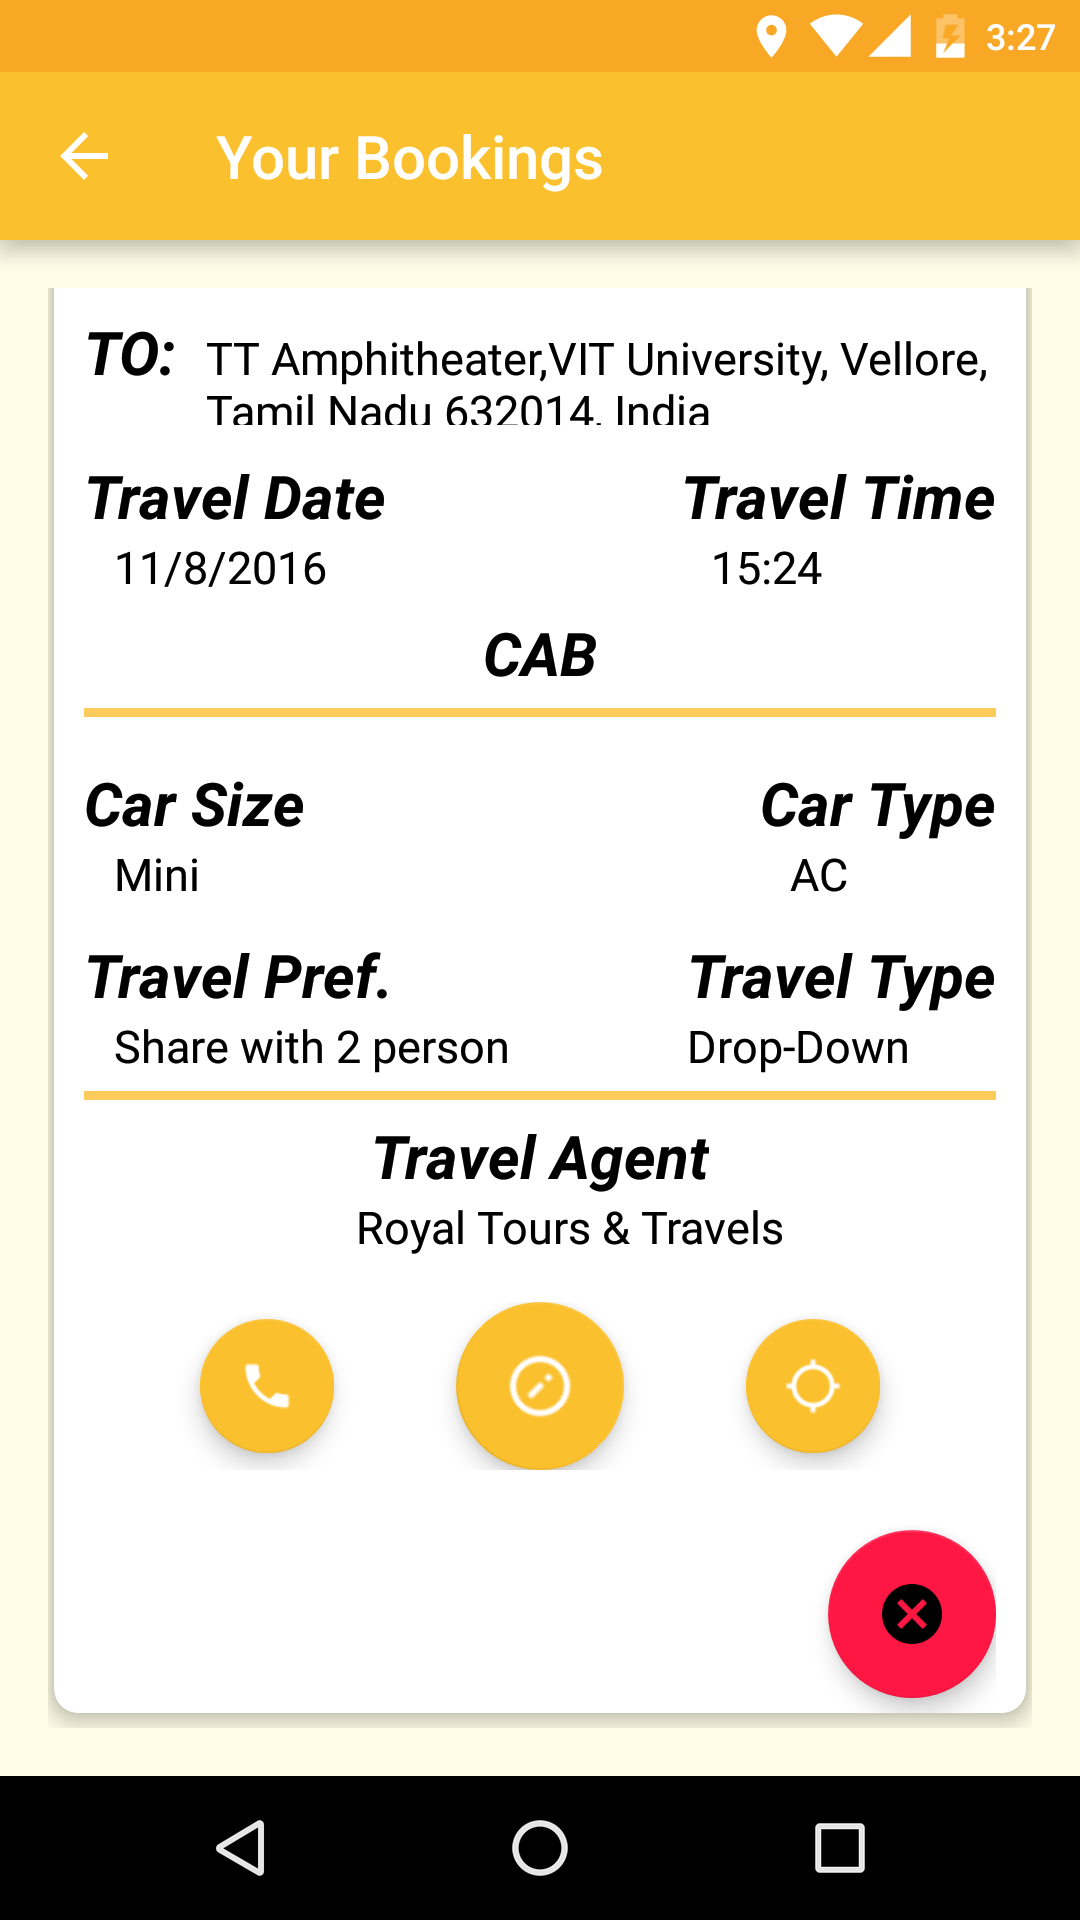 3:27
Your Bookings
TO: TT Amphitheater,VIT University, Vellore,
Tamil Nadu 632014, India
Travel Date Travel Time
11/8/2016 15:24
CAB
Car Size Car Type
Mini AC
Travel Pref. Travel Type
Share with 2 person Drop-Down
Travel Agent
Royal Tours & Travels